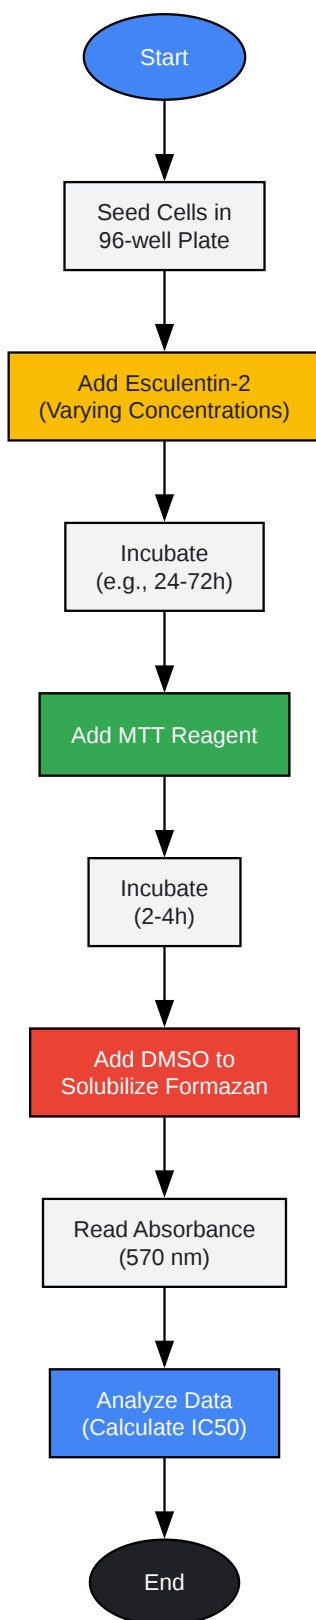 Start
Seed Cells in
96-well Plate
Add Esculentin-2
(Varying Concentrations)
Incubate
(e.g., 24-72h)
Add MTT Reagent
Incubate
(2-4h)
Add DMSO to
Solubilize Formazan
Read Absorbance
(570 nm)
Analyze Data
(Calculate IC50)
End